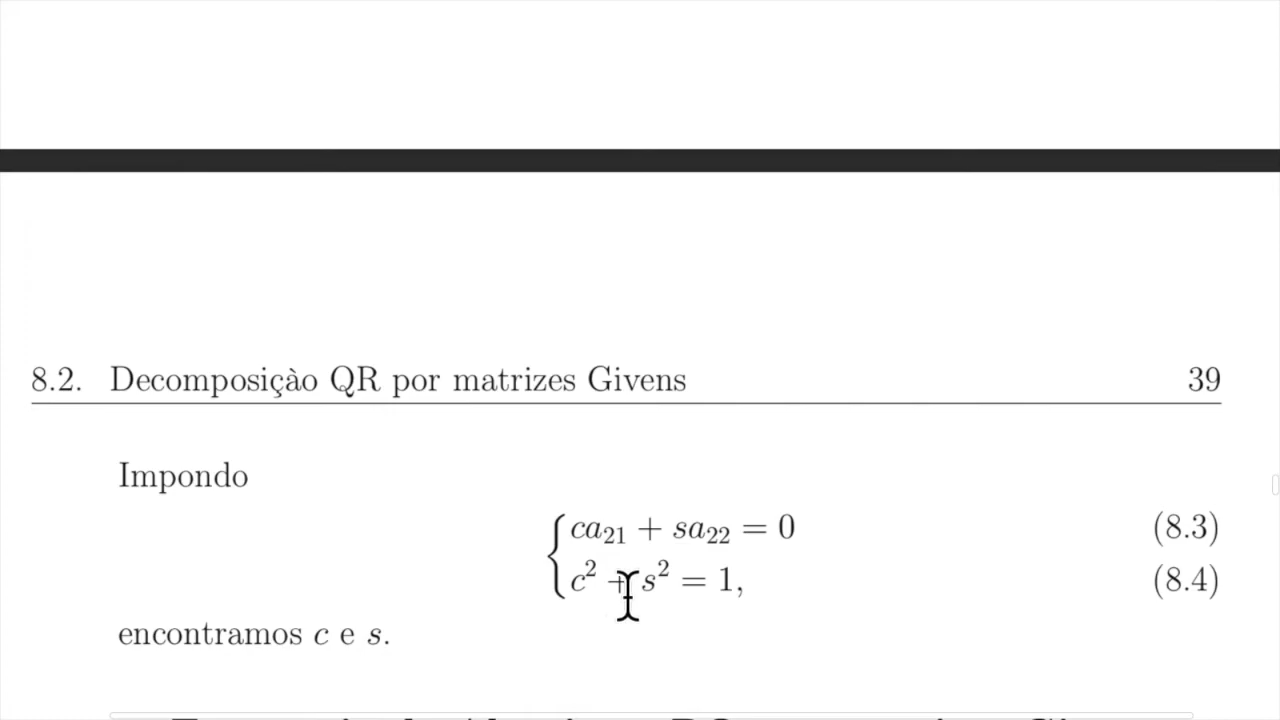 8.2. Decomposiçào QR por matrizes Givens 39
Impondo
ca₂₁ + sa₂₂ = 0 (8.3)
c² + s² = 1, (8.4)
encontramos c e s.